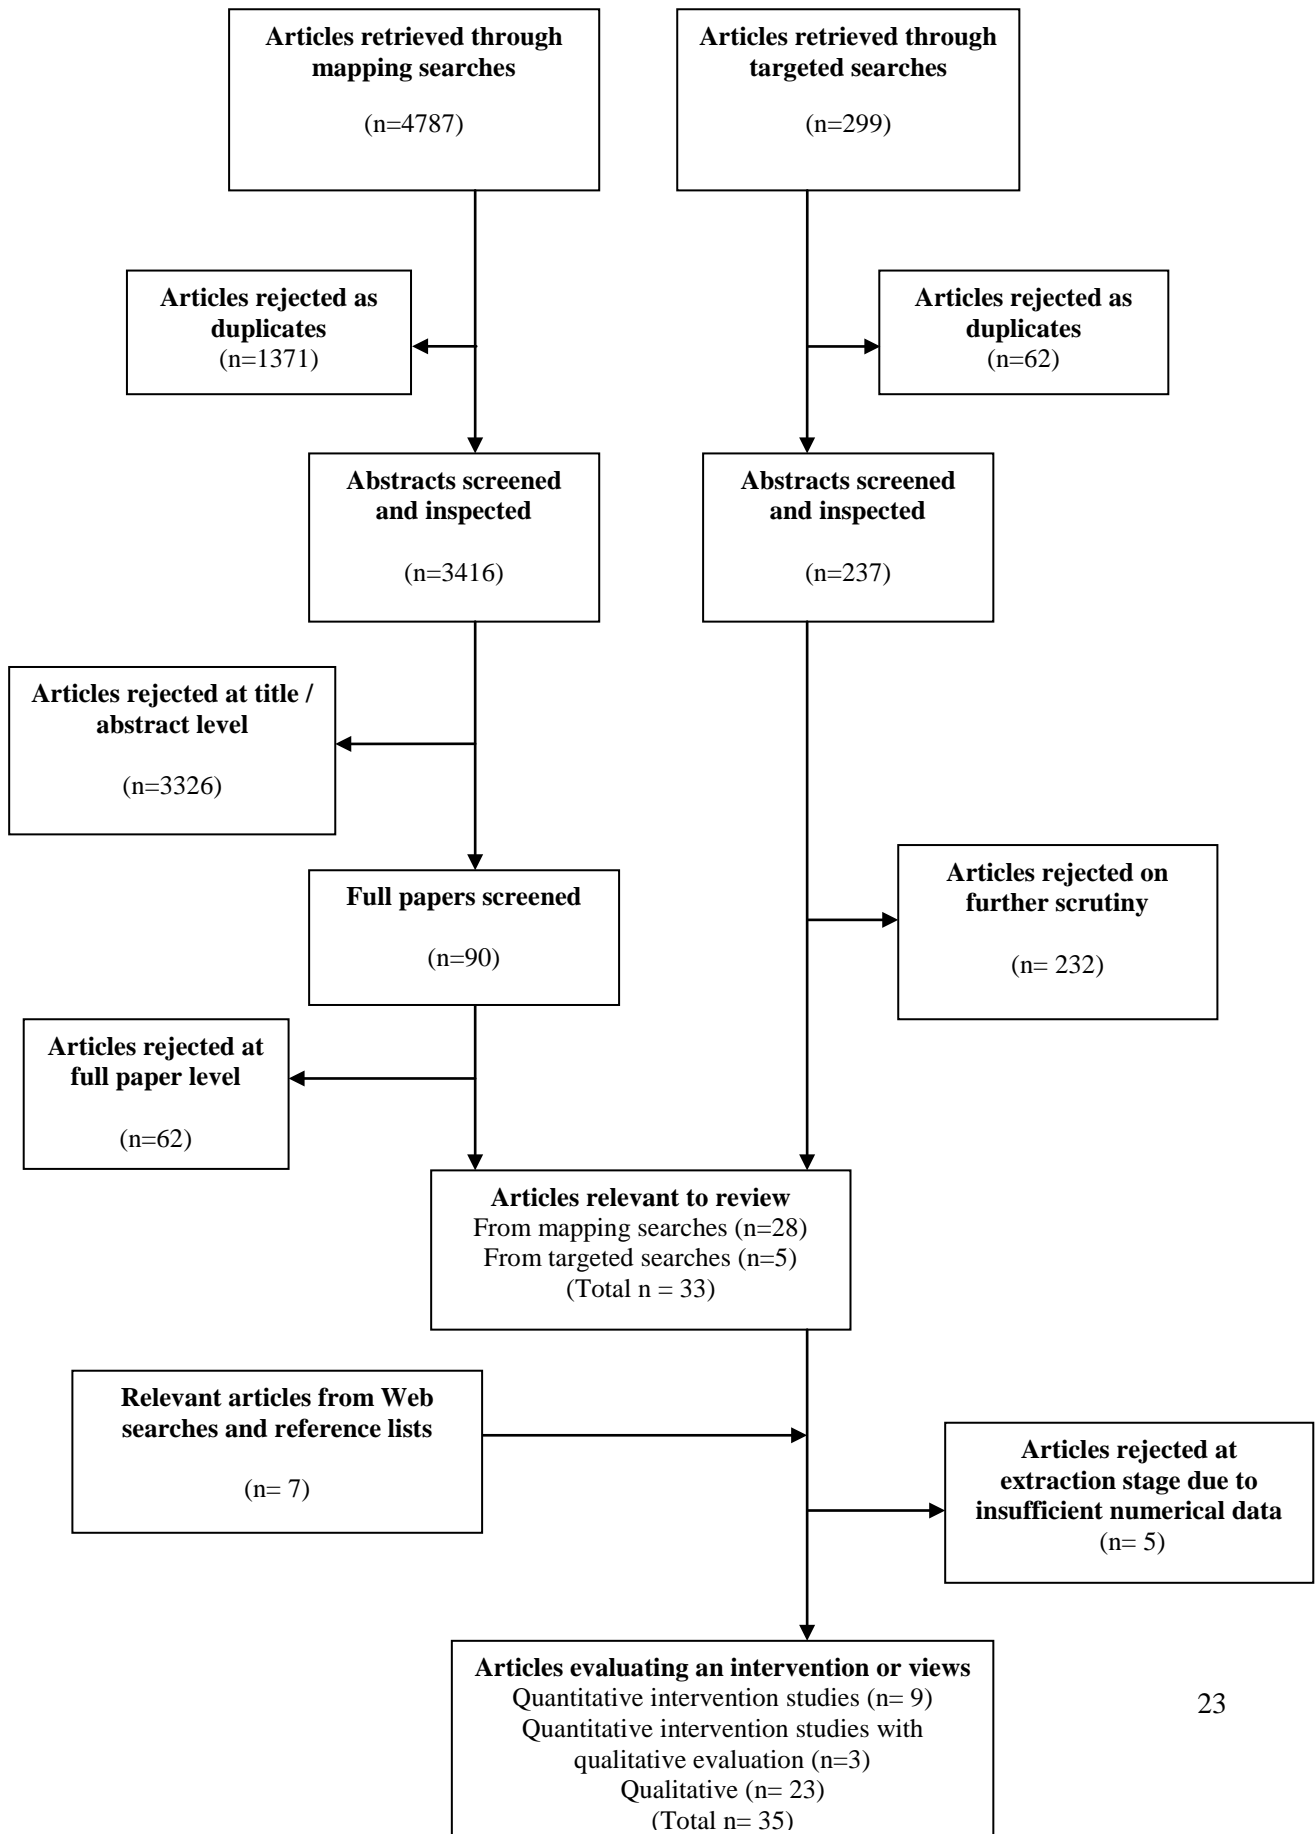 Articles retrieved through
mapping searches
(n=4787)
Articles retrieved through
targeted searches
(n=299)
Articles rejected as
duplicates
(n=1371)
Articles rejected as
duplicates
(n=62)
Abstracts screened
and inspected
(n=3416)
Abstracts screened
and inspected
(n=237)
Articles rejected at title /
abstract level
(n=3326)
Full papers screened
(n=90)
Articles rejected on
further scrutiny
(n= 232)
Articles rejected at
full paper level
(n=62)
Articles relevant to review
From mapping searches (n=28)
From targeted searches (n=5)
(Total n = 33)
Relevant articles from Web
searches and reference lists
(n= 7)
Articles rejected at
extraction stage due to
insufficient numerical data
(n= 5)
Articles evaluating an intervention or views
Quantitative intervention studies (n= 9)
Quantitative intervention studies with
qualitative evaluation (n=3)
Qualitative (n= 23)
(Total n= 35)
23